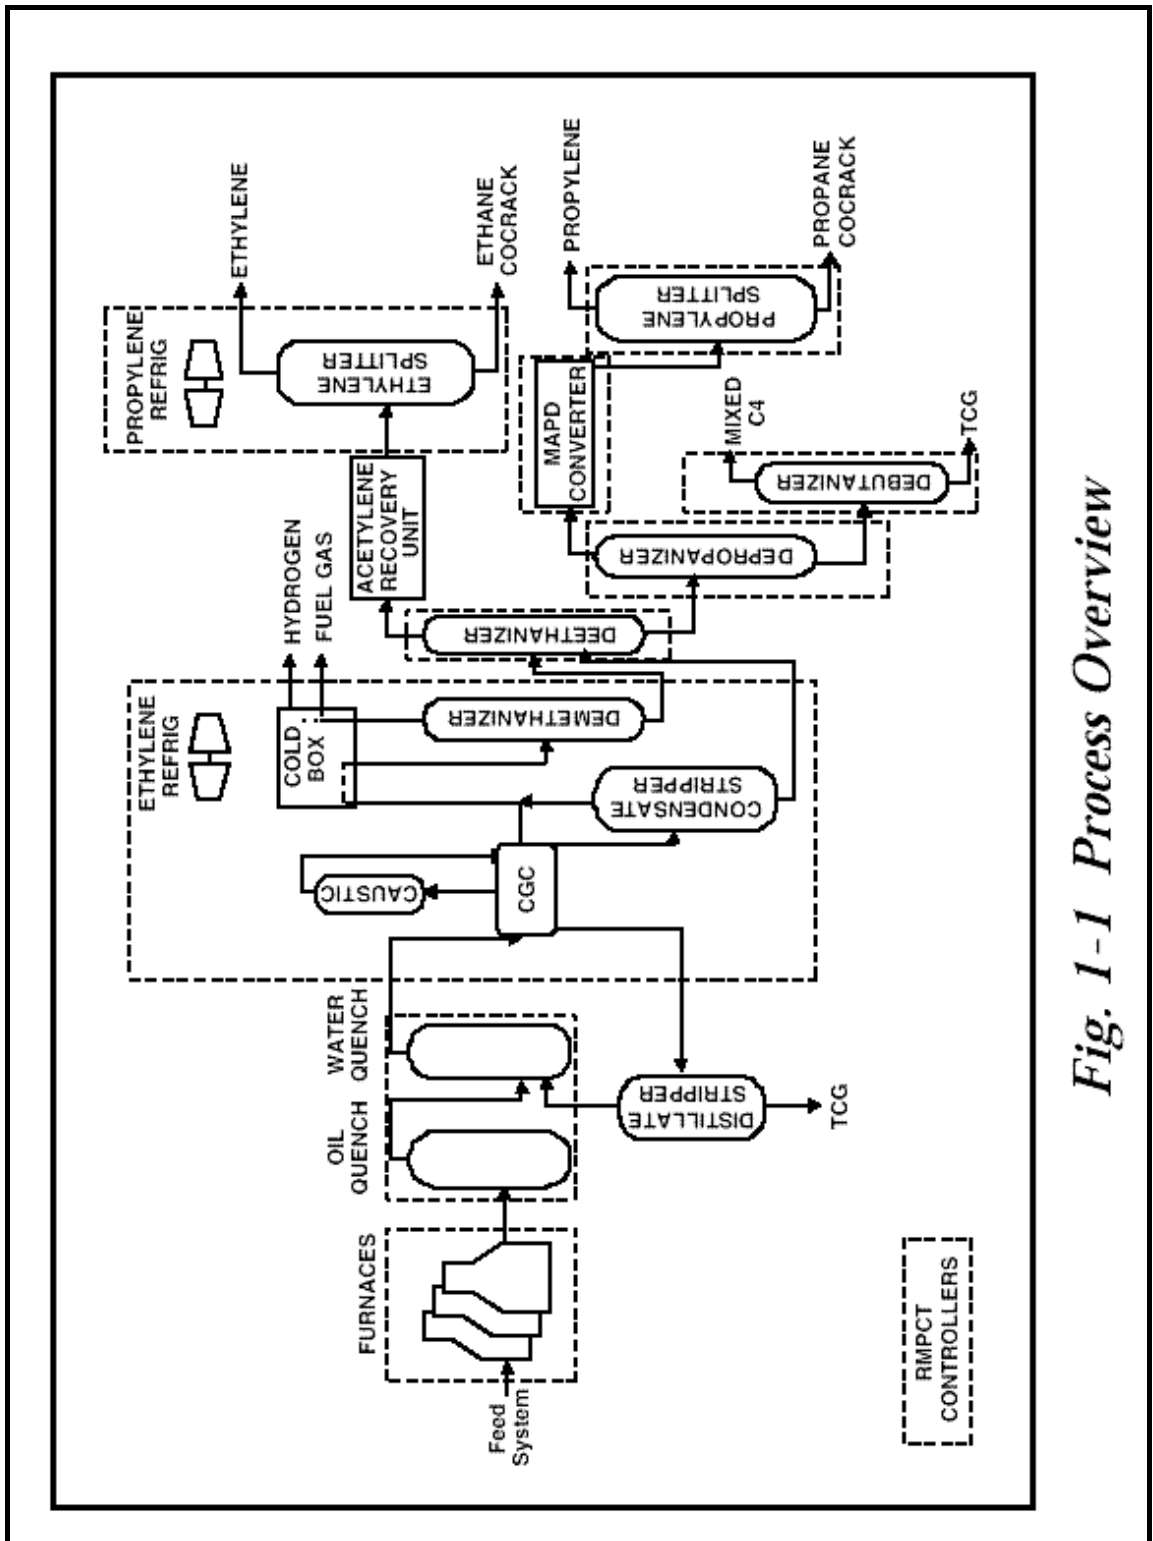 PROPYLENE
REFRIG
ETHYLENE
ETHYLENE
SPLITTER
ETHANE
COCRACK
PROPYLENE
PROPYLENE
SPLITTER
PROPANE
COCRACK
MAPD
CONVERTER
MIXED
C4
DEBUTANIZER
TCG
ACETYLENE
RECOVERY
UNIT
DEPROPANIZER
HYDROGEN
FUEL GAS
DEETHANIZER
ETHYLENE
REFRIG
COLD
BOX
DEMETHANIZER
CONDENSATE
STRIPPER
CAUSTIC
CGC
WATER
QUENCH
OIL
QUENCH
DISTILLATE
STRIPPER
TCG
FURNACES
Feed
System
RMPCT
CONTROLLERS
Fig. 1-1 Process Overview